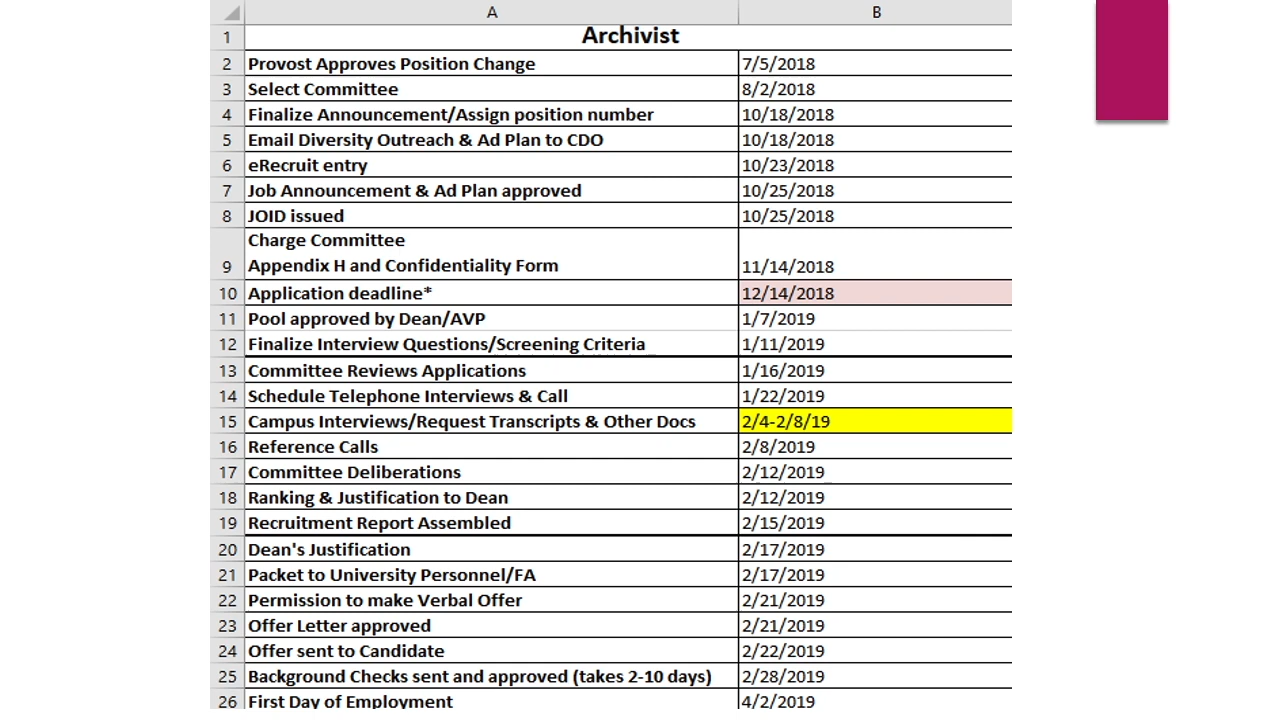 A B
1 Archivist
2 Provost Approves Position Change 7/5/2018
3 Select Committee 8/2/2018
4 Finalize Announcement/Assign position number 10/18/2018
5 Email Diversity Outreach & Ad Plan to CDO 10/18/2018
6 eRecruit entry 10/23/2018
7 Job Announcement & Ad Plan approved 10/25/2018
8 JOID issued 10/25/2018
Charge Committee
9 Appendix H and Confidentiality Form 11/14/2018
10 Application deadline* 12/14/2018
11 Pool approved by Dean/AVP 1/7/2019
12 Finalize Interview Questions/Screening Criteria 1/11/2019
13 Committee Reviews Applications 1/16/2019
14 Schedule Telephone Interviews & Call 1/22/2019
15 Campus Interviews/Request Transcripts & Other Docs 2/4-2/8/19
16 Reference Calls 2/8/2019
17 Committee Deliberations 2/12/2019
18 Ranking & Justification to Dean 2/12/2019
19 Recruitment Report Assembled 2/15/2019
20 Dean's Justification 2/17/2019
21 Packet to University Personnel/FA 2/17/2019
22 Permission to make Verbal Offer 2/21/2019
23 Offer Letter approved 2/21/2019
24 Offer sent to Candidate 2/22/2019
25 Background Checks sent and approved (takes 2-10 days) 2/28/2019
26 First Day of Employment 4/2/2019